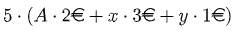 5 · (A · 2€ + x · 3€ + y · 1€)